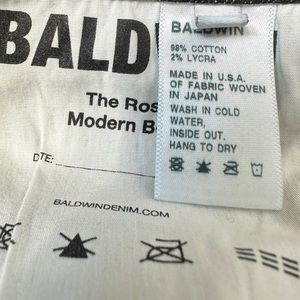 BALD
The Ros
Modern B
DTE:
BALDWINDENIM.COM
BALDWIN
98% COTTON
2% LYCRA
MADE IN U.S.A.
OF FABRIC WOVEN
IN JAPAN
WASH IN COLD
WATER,
INSIDE OUT.
HANG TO DRY